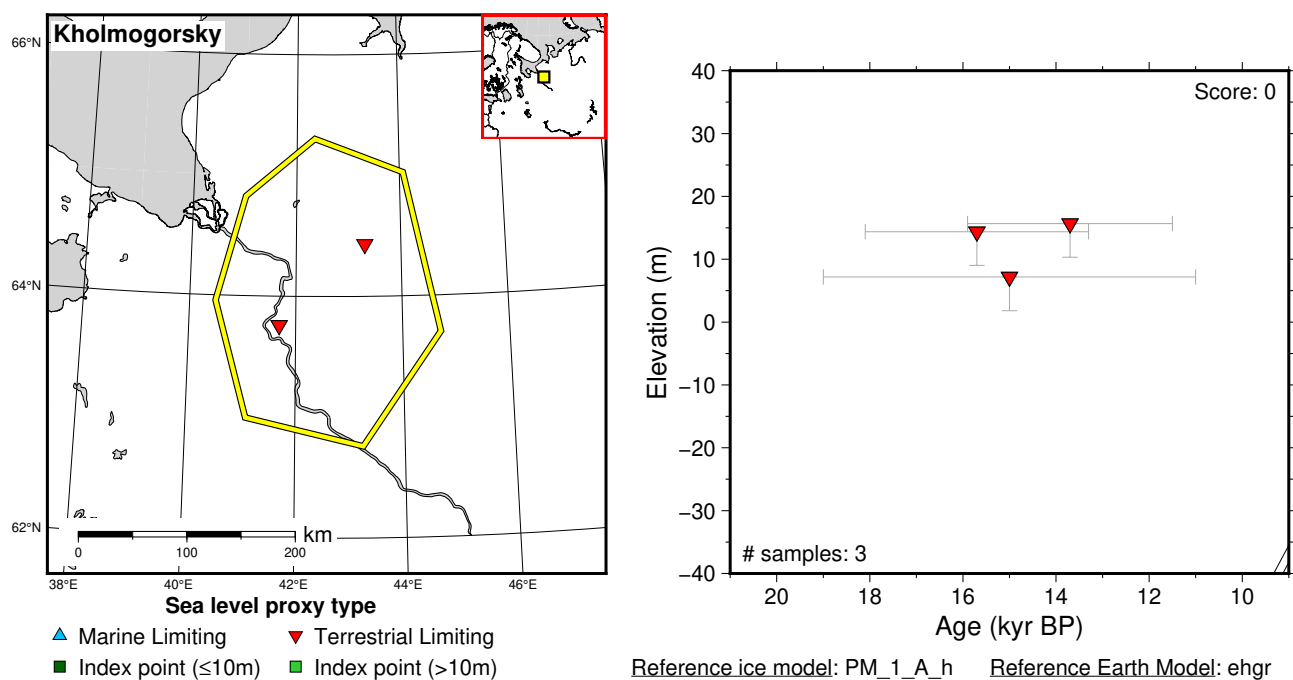 Kholmogorsky
66°N
64°N
62°N
km
0 100 200
38°E 40°E 42°E 44°E 46°E
Sea level proxy type
Marine Limiting Terrestrial Limiting
Index point (≤10m) Index point (>10m)
Score: 0
40
30
20
10
0
−10
−20
−30
−40
Elevation (m)
# samples: 3
20 18 16 14 12 10
Age (kyr BP)
Reference ice model: PM_1_A_h Reference Earth Model: ehgr